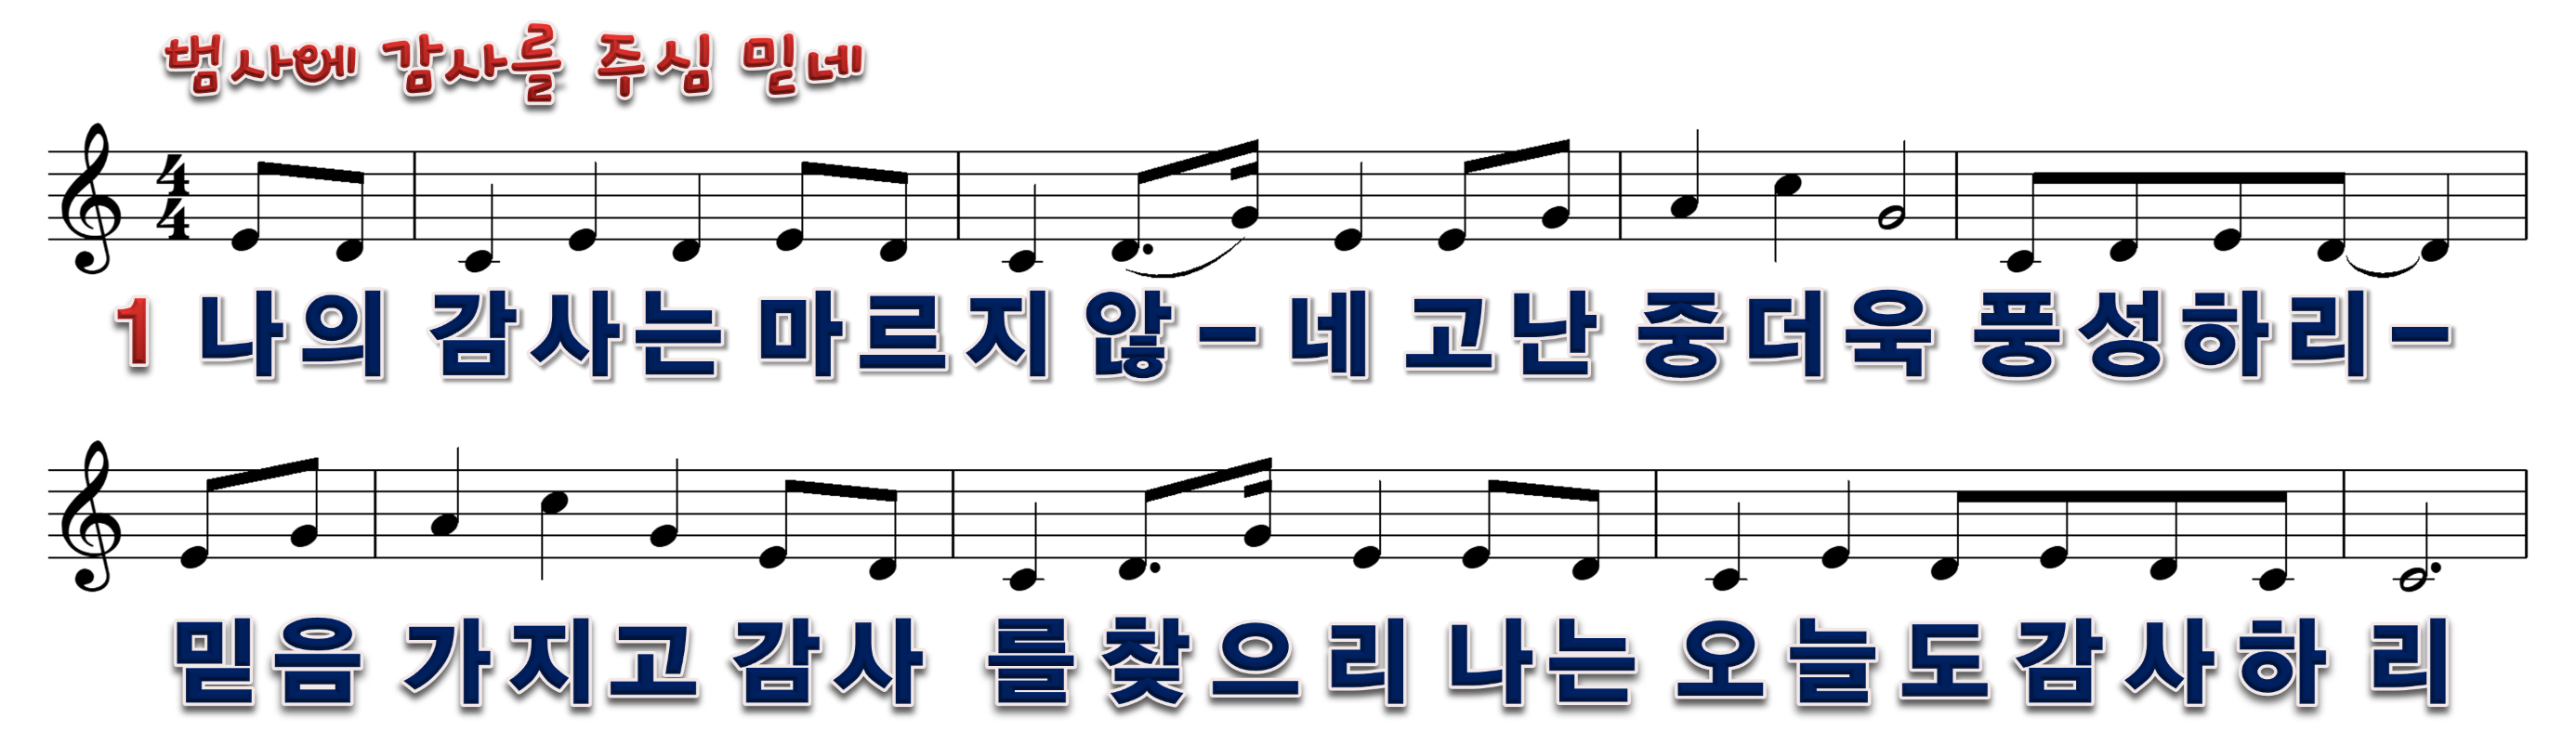 범사에 감사를 주심 믿네
4 4
1 나의 감사는 마르지 않-네 고난 중더욱 풍성하리-
믿음 가지고 감사 를찾으리 나는 오늘도감사하 리